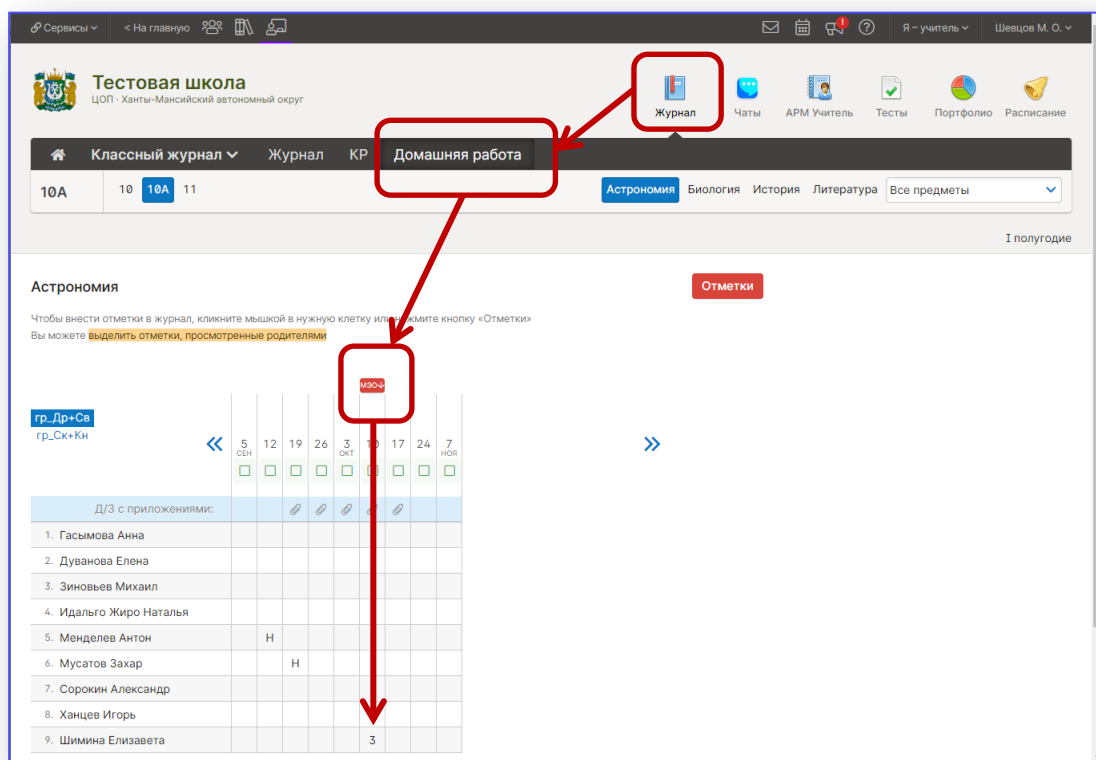 Сервисы < На главную Я – учитель Шевцов М. О.
Тестовая школа
ЦОП · Ханты-Мансийский автономный округ
Журнал Чаты АРМ Учитель Тесты Портфолио Расписание
Классный журнал Журнал КР Домашняя работа
10А 10 10А 11 Астрономия Биология История Литература Все предметы
I полугодие
Астрономия Отметки
Чтобы внести отметки в журнал, кликните мышкой в нужную клетку или нажмите кнопку «Отметки»
Вы можете выделить отметки, просмотренные родителями
МЭО↓
гр_Др+Св
гр_Ск+Кн
5 12 19 26 3 10 17 24 7
СЕН ОКТ НОЯ
Д/З с приложениями:
1. Гасымова Анна
2. Дуванова Елена
3. Зиновьев Михаил
4. Идальго Жиро Наталья
5. Менделев Антон Н
6. Мусатов Захар Н
7. Сорокин Александр
8. Ханцев Игорь
9. Шимина Елизавета 3